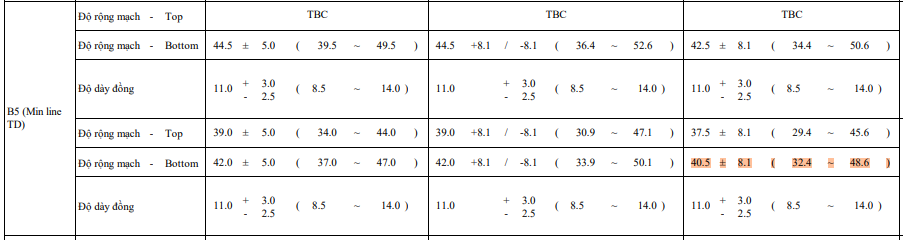 Độ rộng mạch - Top TBC TBC TBC
Độ rộng mạch - Bottom 44.5 ± 5.0 ( 39.5 ~ 49.5 ) 44.5 +8.1 / -8.1 ( 36.4 ~ 52.6 ) 42.5 ± 8.1 ( 34.4 ~ 50.6 )
Độ dày đồng 11.0 + 3.0 - 2.5 ( 8.5 ~ 14.0 ) 11.0 + 3.0 - 2.5 ( 8.5 ~ 14.0 ) 11.0 + 3.0 - 2.5 ( 8.5 ~ 14.0 )
B5 (Min line TD)
Độ rộng mạch - Top 39.0 ± 5.0 ( 34.0 ~ 44.0 ) 39.0 +8.1 / -8.1 ( 30.9 ~ 47.1 ) 37.5 ± 8.1 ( 29.4 ~ 45.6 )
Độ rộng mạch - Bottom 42.0 ± 5.0 ( 37.0 ~ 47.0 ) 42.0 +8.1 / -8.1 ( 33.9 ~ 50.1 ) 40.5 ± 8.1 ( 32.4 ~ 48.6 )
Độ dày đồng 11.0 + 3.0 - 2.5 ( 8.5 ~ 14.0 ) 11.0 + 3.0 - 2.5 ( 8.5 ~ 14.0 ) 11.0 + 3.0 - 2.5 ( 8.5 ~ 14.0 )